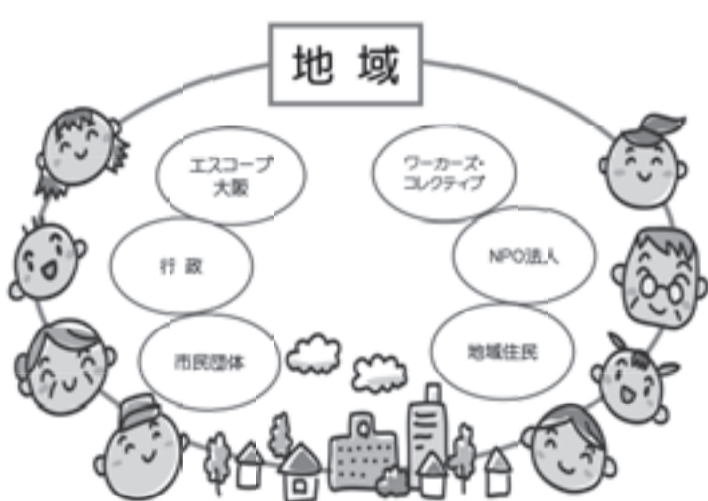 地域
エスコープ
大阪
ワーカーズ・
コレクティブ
行政
NPO法人
市民団体
地域住民